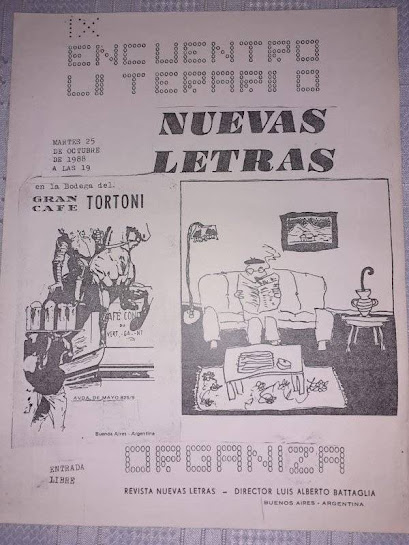 IX
ENCUENTRO
LITERARIO
NUEVAS
LETRAS
MARTES 25
DE OCTUBRE
DE 1988
A LAS 19
en la Bodega del.
GRAN
CAFE TORTONI
AVDA. DE MAYO 825/9
Buenos Aires - Argentina
ENTRADA
LIBRE
ORGANIZA
REVISTA NUEVAS LETRAS - DIRECTOR LUIS ALBERTO BATTAGLIA
BUENOS AIRES - ARGENTINA